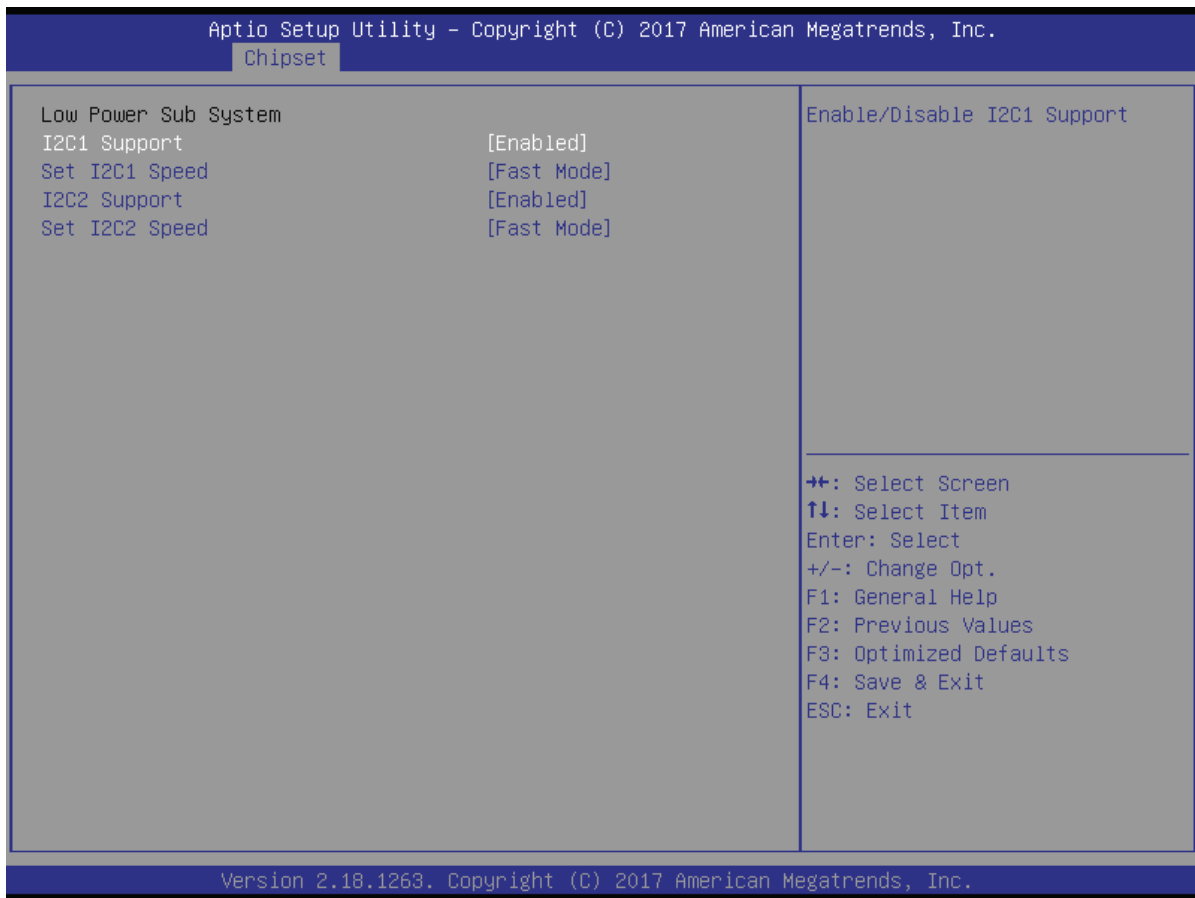 Aptio Setup Utility – Copyright (C) 2017 American Megatrends, Inc.
Chipset
Low Power Sub System
I2C1 Support [Enabled]
Set I2C1 Speed [Fast Mode]
I2C2 Support [Enabled]
Set I2C2 Speed [Fast Mode]
Enable/Disable I2C1 Support
→←: Select Screen
↑↓: Select Item
Enter: Select
+/-: Change Opt.
F1: General Help
F2: Previous Values
F3: Optimized Defaults
F4: Save & Exit
ESC: Exit
Version 2.18.1263. Copyright (C) 2017 American Megatrends, Inc.